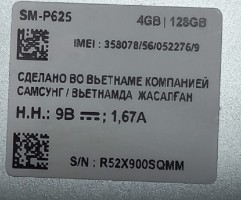 SM-P625
4GB | 128GB
IMEI : 358078/56/052276/9
СДЕЛАНО ВО ВЬЕТНАМЕ КОМПАНИЕЙ
САМСУНГ / ВЬЕТНАМДА ЖАСАЛҒАН
Н.Н.: 9В ⎓; 1,67А
S/N : R52X900SQMM